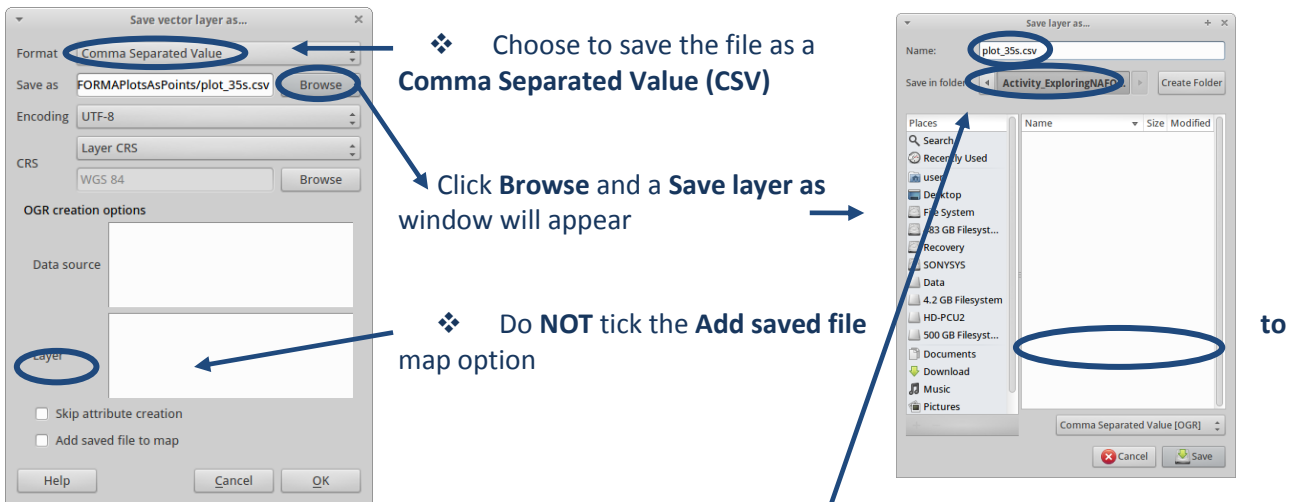 Save vector layer as...
Format Comma Separated Value
Save as FORMAPlotsAsPoints/plot_35s.csv Browse
Encoding UTF-8
CRS Layer CRS
WGS 84 Browse
OGR creation options
Data source
Layer
Skip attribute creation
Add saved file to map
Help Cancel OK
❖ Choose to save the file as a
Comma Separated Value (CSV)
Click Browse and a Save layer as
window will appear
❖ Do NOT tick the Add saved file to
map option
Save layer as...
Name: plot_35s.csv
Save in folder: Activity_ExploringNAFO... Create Folder
Places
Search
Recently Used
user
Desktop
File System
83 GB Filesyst...
Recovery
SONYSYS
Data
4.2 GB Filesystem
HD-PCU2
500 GB Filesyst...
Documents
Download
Music
Pictures
Name Size Modified
Comma Separated Value [OGR]
Cancel Save